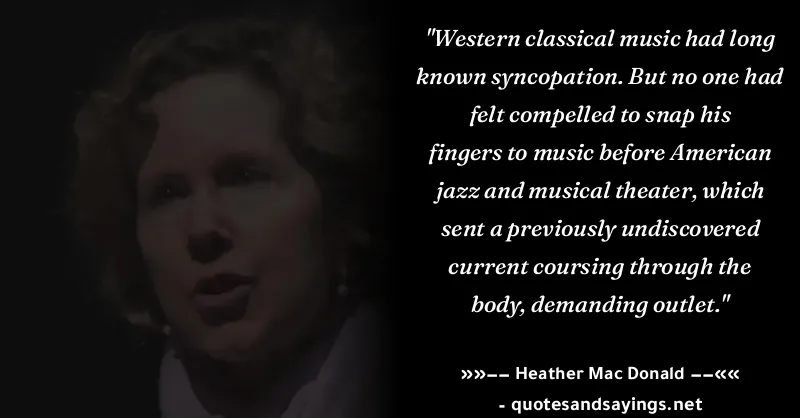 "Western classical music had long
known syncopation. But no one had
felt compelled to snap his
fingers to music before American
jazz and musical theater, which
sent a previously undiscovered
current coursing through the
body, demanding outlet."
»»−− Heather Mac Donald −−««
- quotesandsayings.net